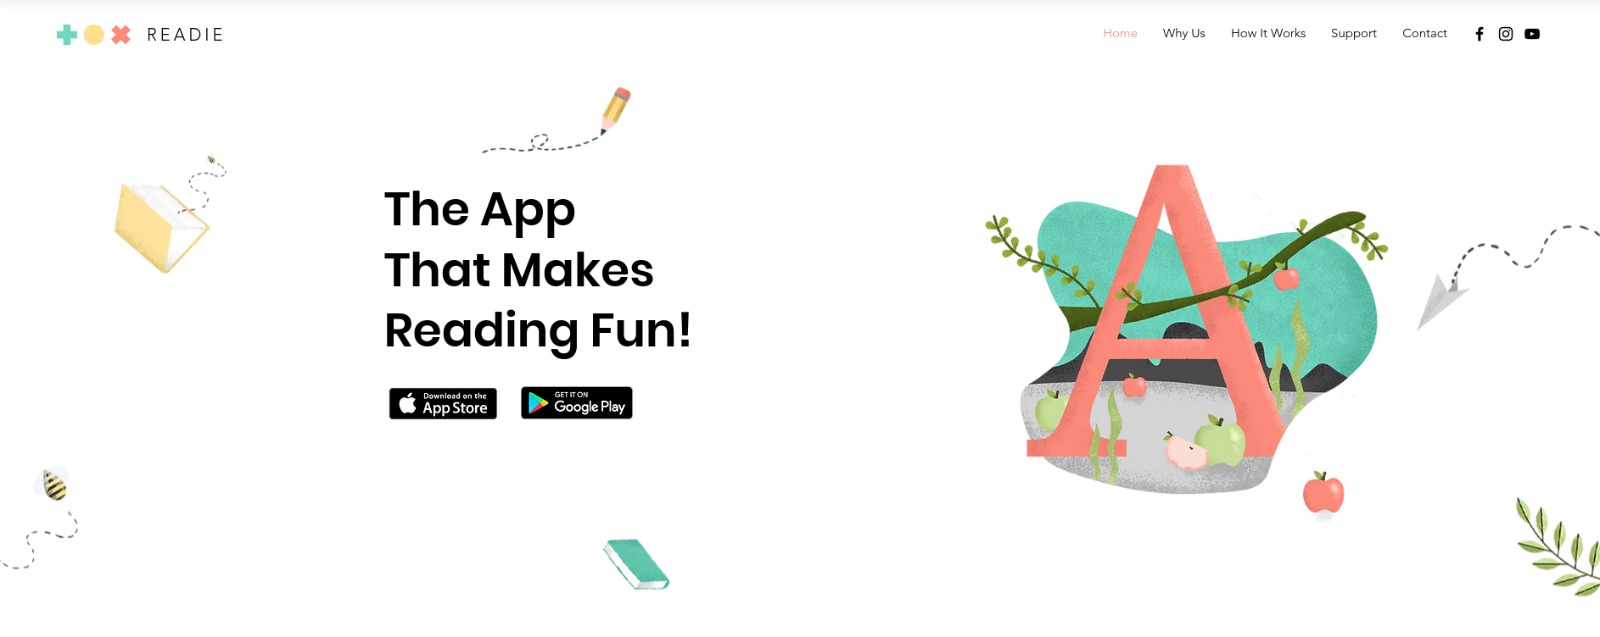 READIE
Home Why Us How It Works Support Contact
The App
That Makes
Reading Fun!
Download on the
App Store
GET IT ON
Google Play
A